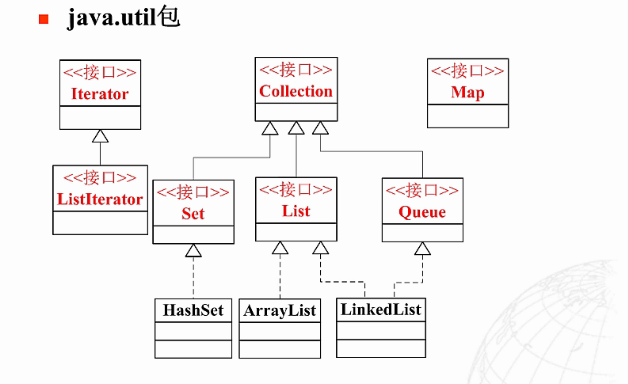 java.util包
<<接口>>
Iterator
<<接口>>
Collection
<<接口>>
Map
<<接口>>
ListIterator
<<接口>>
Set
<<接口>>
List
<<接口>>
Queue
HashSet
ArrayList
LinkedList